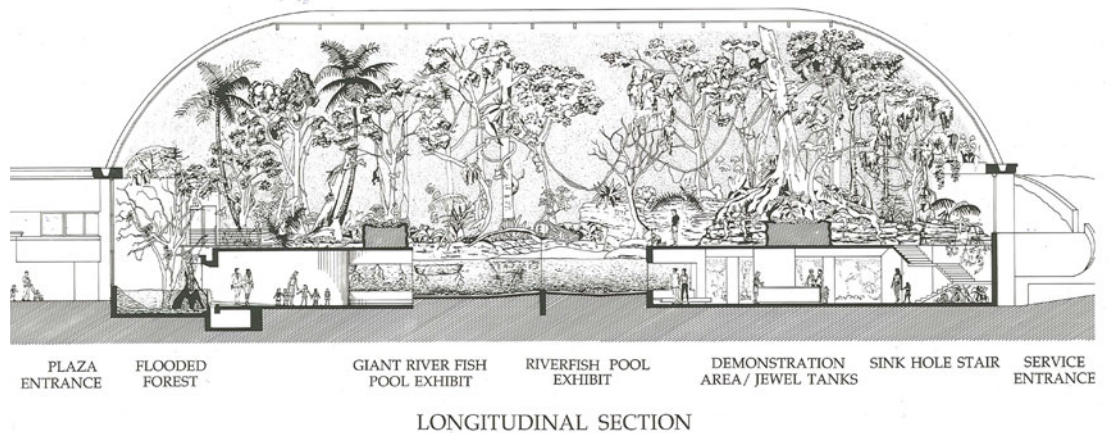 PLAZA
ENTRANCE
FLOODED
FOREST
GIANT RIVER FISH
POOL EXHIBIT
RIVERFISH POOL
EXHIBIT
DEMONSTRATION
AREA/ JEWEL TANKS
SINK HOLE STAIR
SERVICE
ENTRANCE
LONGITUDINAL SECTION